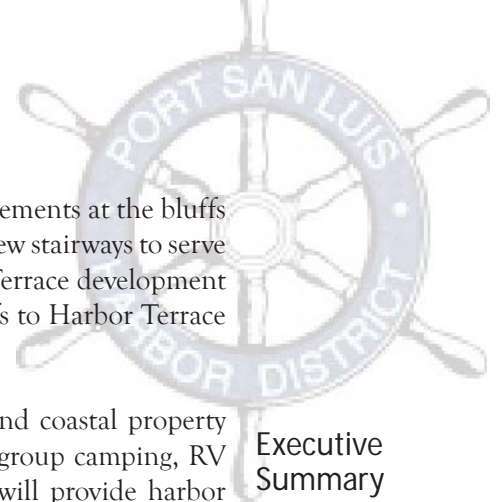 PORT SAN LUIS
HARBOR DISTRICT
ements at the bluffs
ew stairways to serve
Terrace development
s to Harbor Terrace
nd coastal property
group camping, RV
will provide harbor
Executive
Summary